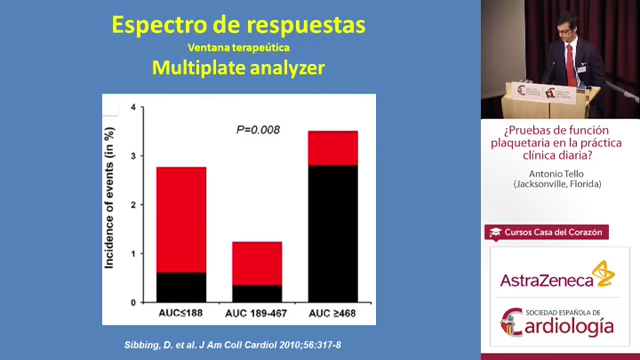 Espectro de respuestas
Ventana terapeútica
Multiplate analyzer
P=0.008
Incidence of events (in %)
4
3
2
1
0
AUC≤188
AUC 189-467
AUC ≥468
Sibbing, D. et al. J Am Coll Cardiol 2010;56:317-8
¿Pruebas de función
plaquetaria en la práctica
clínica diaria?
Antonio Tello
(Jacksonville, Florida)
Cursos Casa del Corazón
AstraZeneca
SOCIEDAD ESPAÑOLA DE
Cardiología